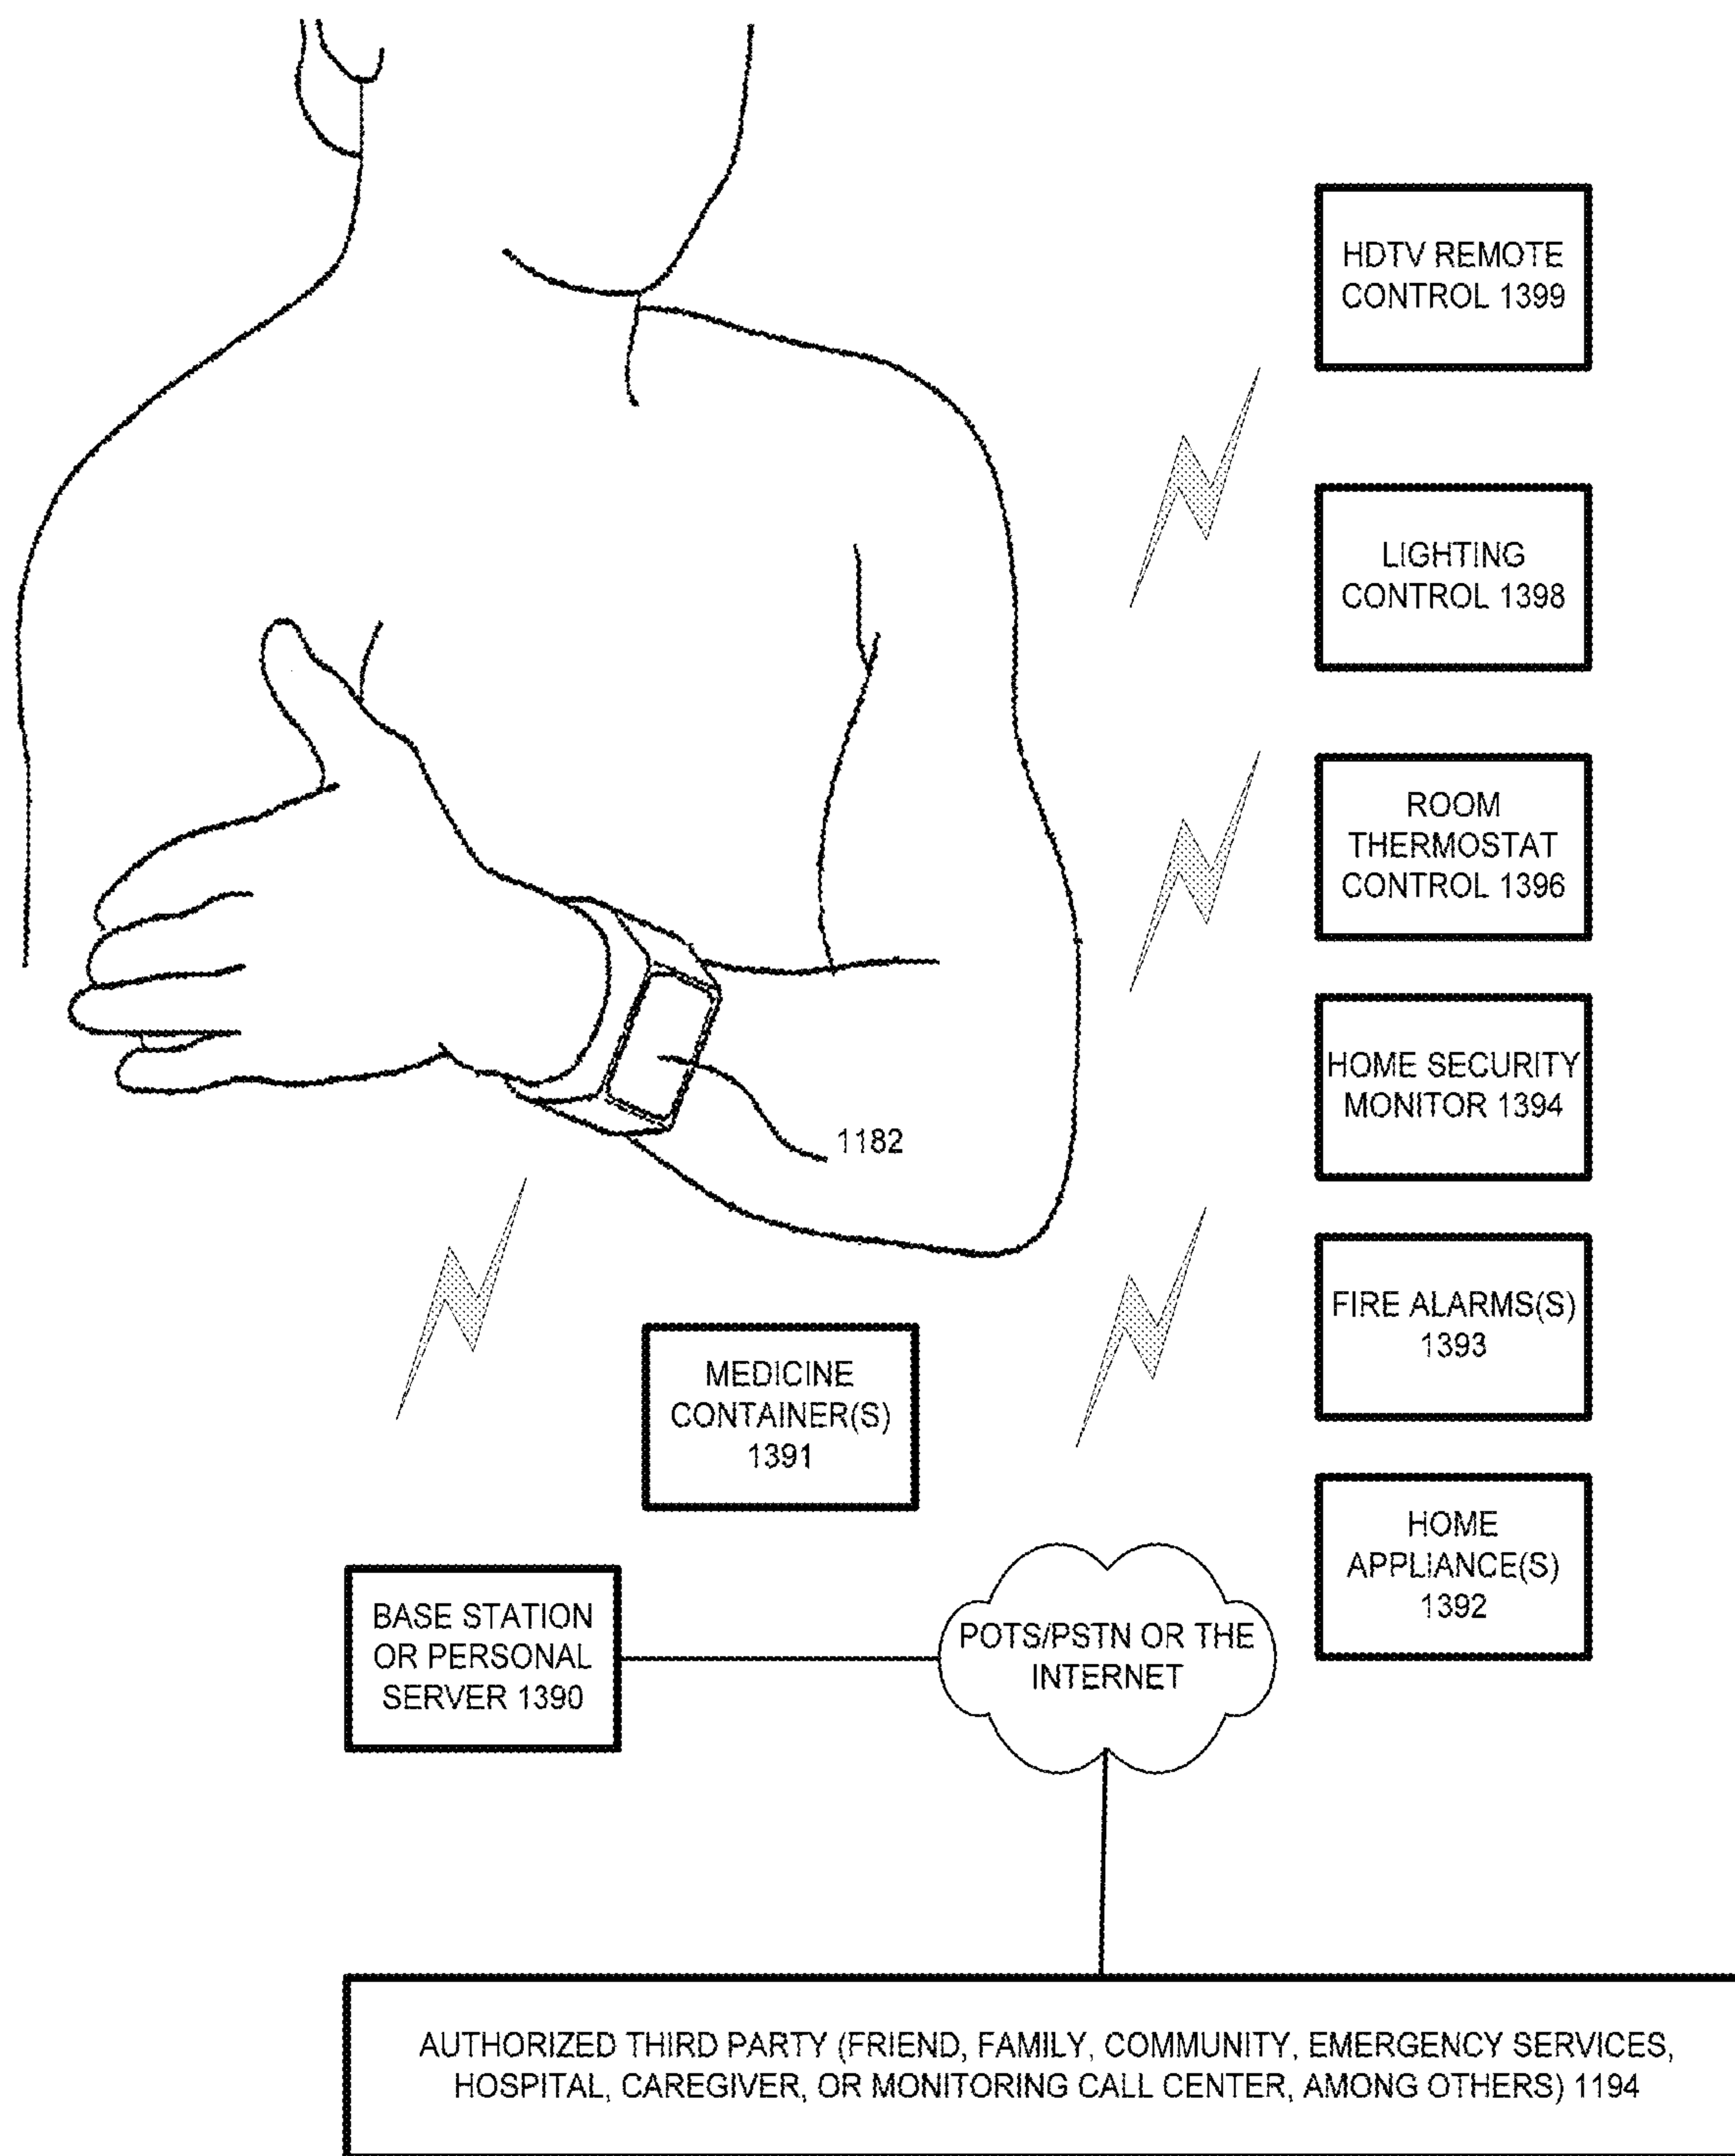 HDTV REMOTE
CONTROL 1399
LIGHTING
CONTROL 1398
ROOM
THERMOSTAT
CONTROL 1396
HOME SECURITY
MONITOR 1394
1182
FIRE ALARMS(S)
1393
MEDICINE
CONTAINER(S)
1391
HOME
APPLIANCE(S)
1392
BASE STATION
OR PERSONAL
SERVER 1390
POTS/PSTN OR THE
INTERNET
AUTHORIZED THIRD PARTY (FRIEND, FAMILY, COMMUNITY, EMERGENCY SERVICES,
HOSPITAL, CAREGIVER, OR MONITORING CALL CENTER, AMONG OTHERS) 1194